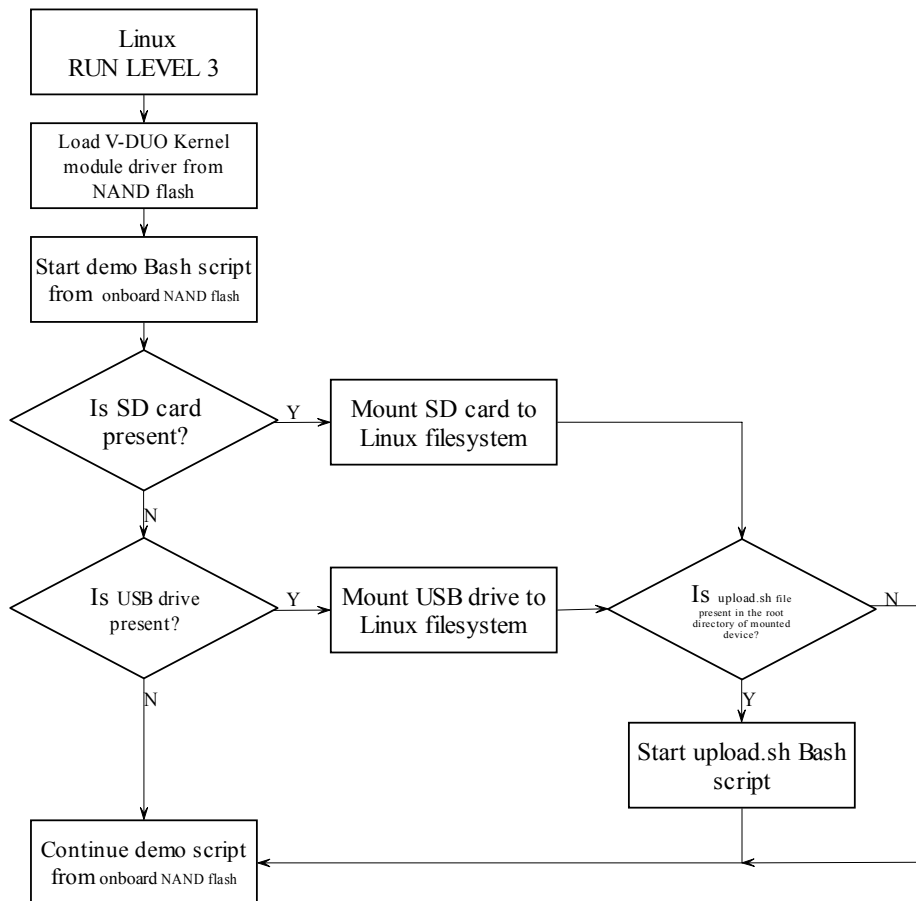 Linux
RUN LEVEL 3
Load V-DUO Kernel
module driver from
NAND flash
Start demo Bash script
from onboard NAND flash
Is SD card
present?
Y
Mount SD card to
Linux filesystem
N
Is USB drive
present?
Y
Mount USB drive to
Linux filesystem
Is upload.sh file
present in the root
directory of mounted
device?
N
N
Y
Start upload.sh Bash
script
Continue demo script
from onboard NAND flash